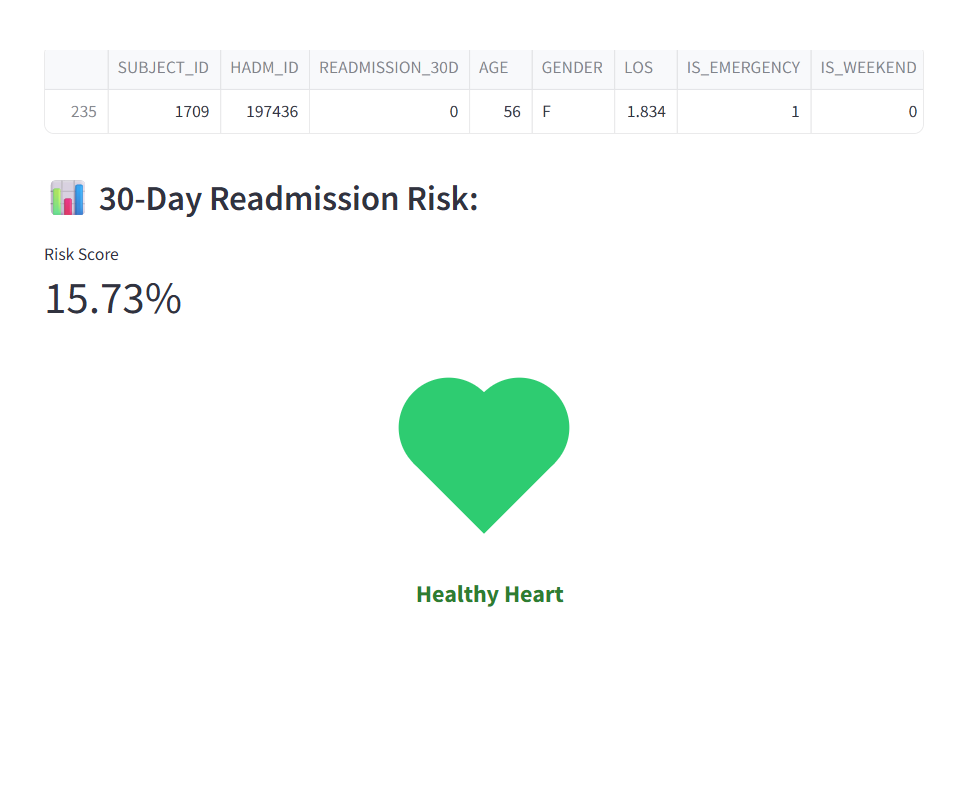 SUBJECT_ID HADM_ID READMISSION_30D AGE GENDER LOS IS_EMERGENCY IS_WEEKEND
235 1709 197436 0 56 F 1.834 1 0
30-Day Readmission Risk:
Risk Score
15.73%
Healthy Heart